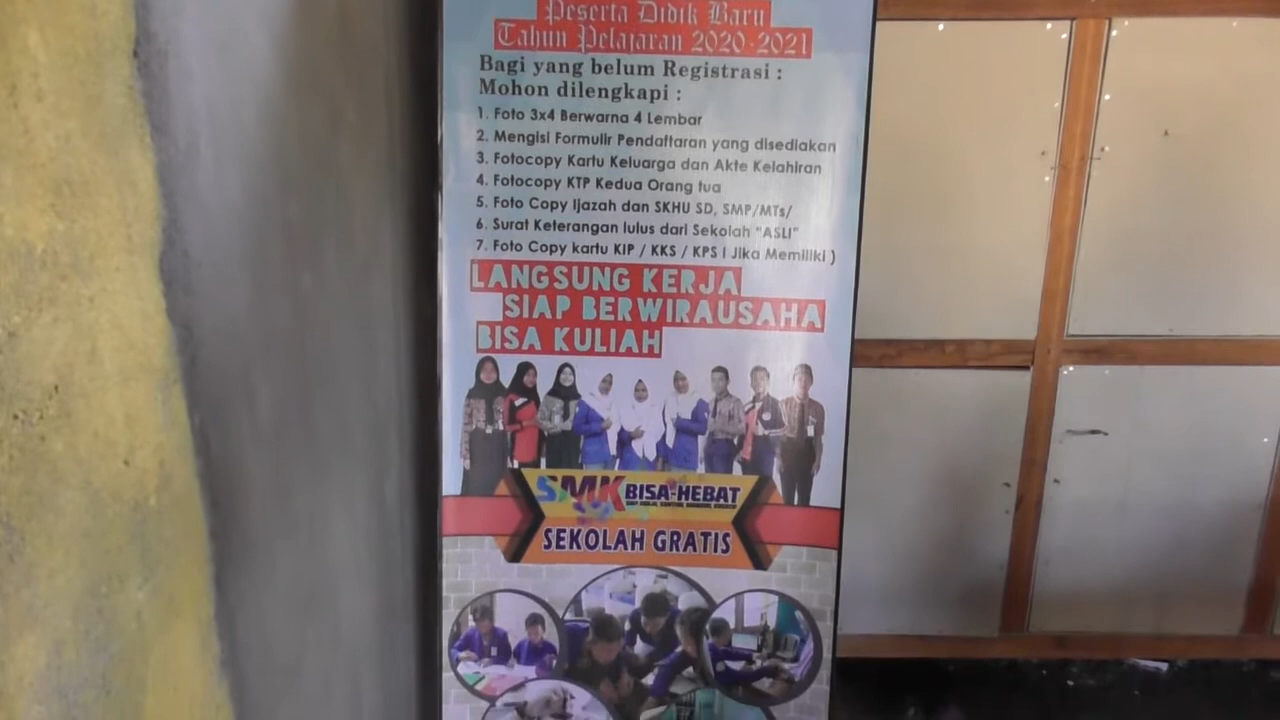 Peserta Didik Baru
Tahun Pelajaran 2020-2021
Bagi yang belum Registrasi :
Mohon dilengkapi :
1. Foto 3x4 Berwarna 4 Lembar
2. Mengisi Formulir Pendaftaran yang disediakan
3. Fotocopy Kartu Keluarga dan Akte Kelahiran
4. Fotocopy KTP Kedua Orang tua
5. Foto Copy Ijazah dan SKHU SD, SMP/MTs/
6. Surat Keterangan lulus dari Sekolah "ASLI"
7. Foto Copy kartu KIP / KKS / KPS ( Jika Memiliki )
LANGSUNG KERJA
SIAP BERWIRAUSAHA
BISA KULIAH
SMK BISA-HEBAT
SEKOLAH GRATIS